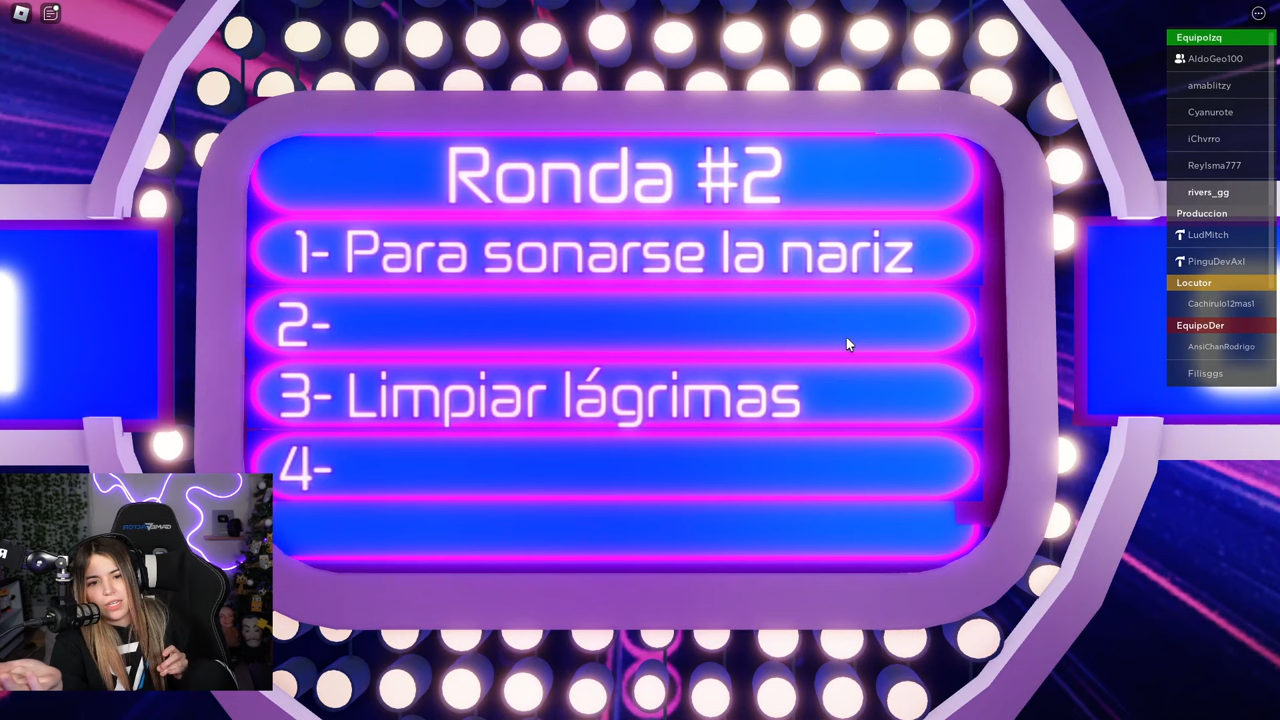 Ronda #2
1- Para sonarse la nariz
2-
3- Limpiar lágrimas
4-
EquipoIzq
AldoGeo100
amablitzy
Cyanurote
iChvrro
ReyIsma777
rivers_gg
Produccion
LudMitch
PinguDevAxl
Locutor
Cachirulo12mas1
EquipoDer
AnsiChanRodrigo
Filisggs